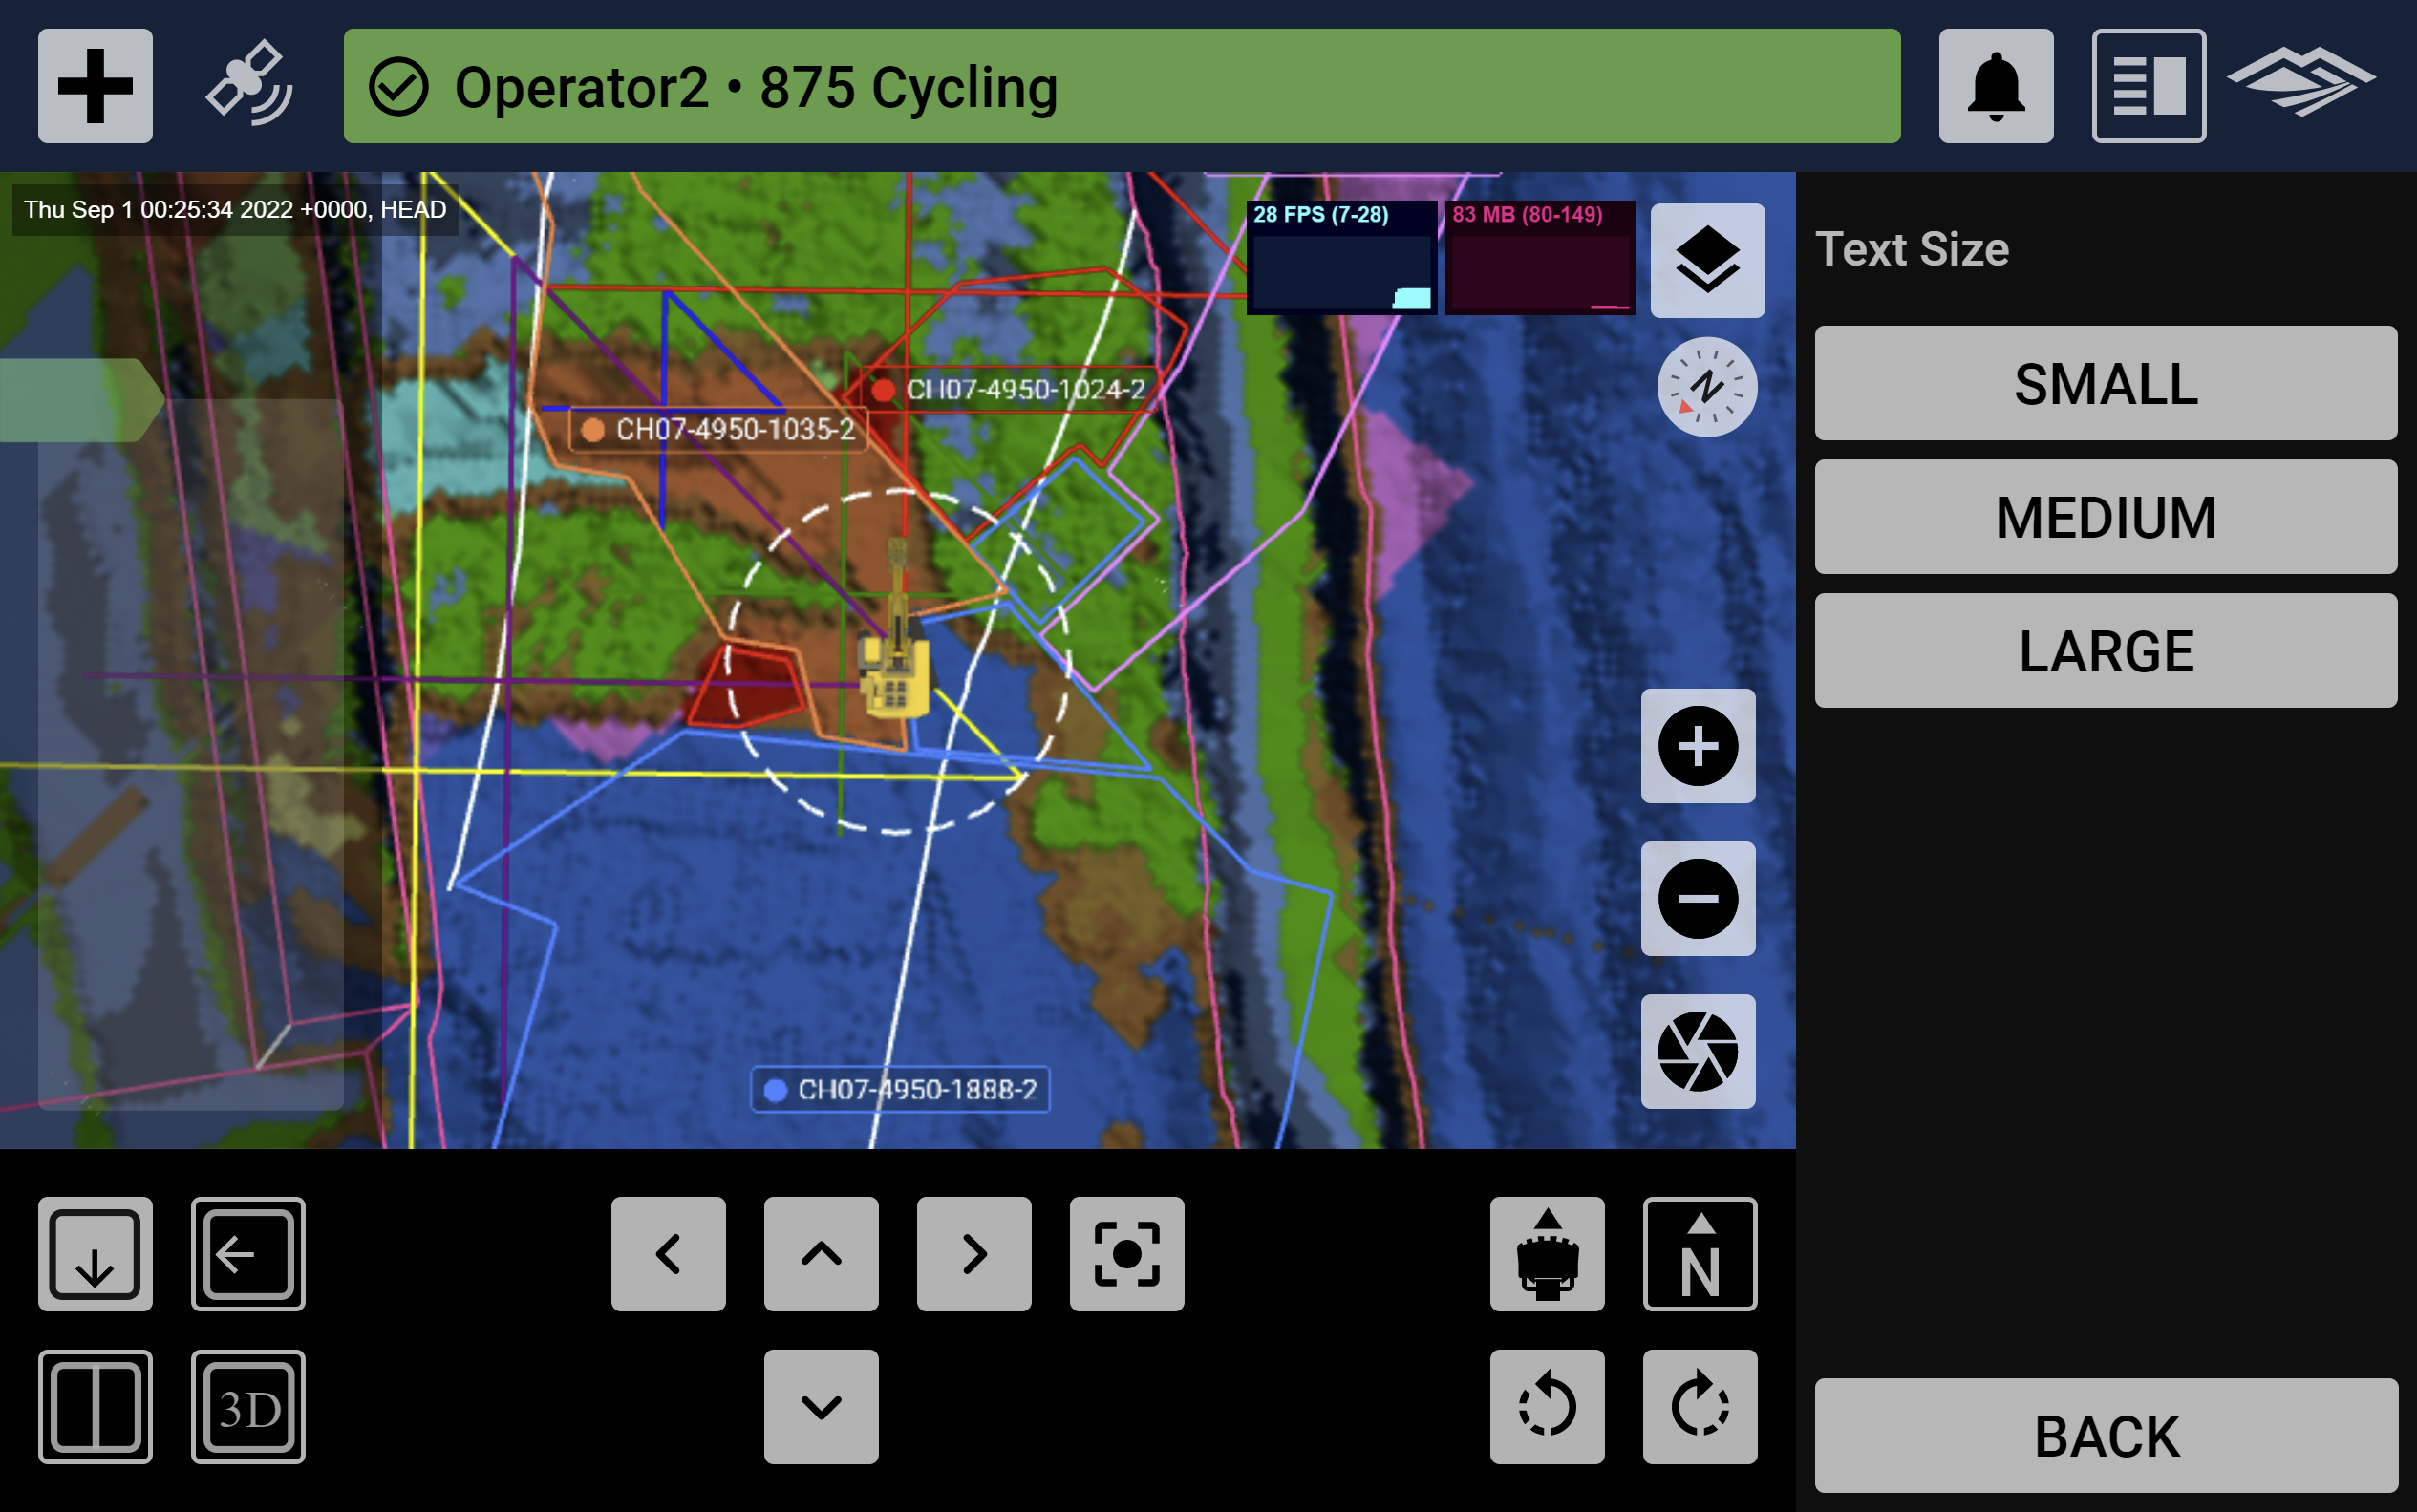 Operator2 • 875 Cycling
Thu Sep 1 00:25:34 2022 +0000, HEAD
28 FPS (7-28)
83 MB (80-149)
Text Size
SMALL
MEDIUM
LARGE
CH07-4950-1024-2
CH07-4950-1035-2
N
CH07-4950-1888-2
N
3D
BACK